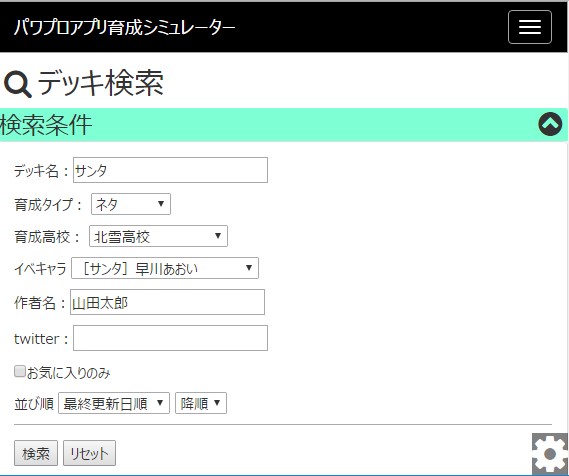 パワプロアプリ育成シミュレーター
デッキ検索
検索条件
デッキ名：サンタ
育成タイプ：ネタ
育成高校：北雪高校
イベキャラ［サンタ］早川あおい
作者名：山田太郎
twitter：
お気に入りのみ
並び順 最終更新日順 降順
検索 リセット